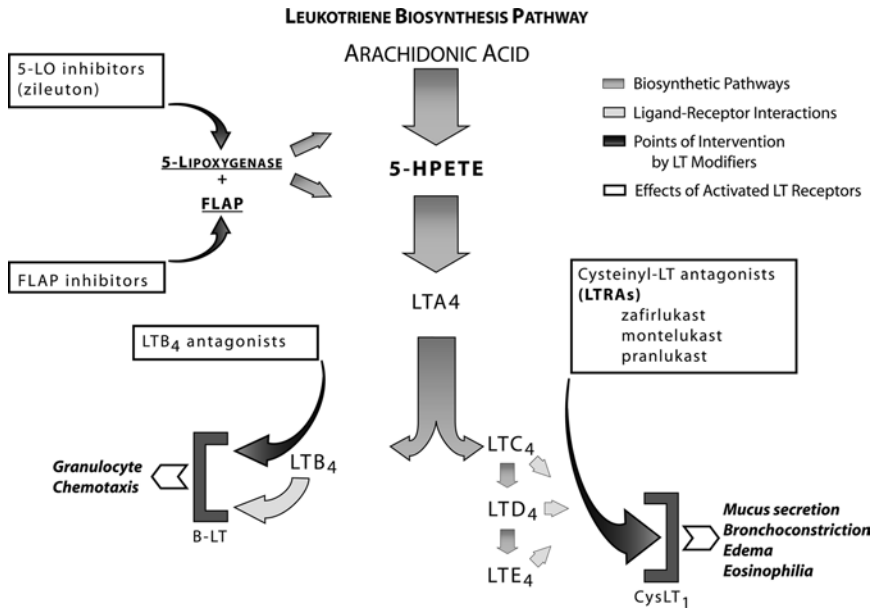 LEUKOTRIENE BIOSYNTHESIS PATHWAY
ARACHIDONIC ACID
5-LO inhibitors
(zileuton)
Biosynthetic Pathways
Ligand-Receptor Interactions
Points of Intervention
by LT Modifiers
Effects of Activated LT Receptors
5-LIPOXYGENASE
+
FLAP
5-HPETE
FLAP inhibitors
LTA4
Cysteinyl-LT antagonists
(LTRAs)
zafirlukast
montelukast
pranlukast
LTB4 antagonists
Granulocyte
Chemotaxis
LTB4
B-LT
LTC4
LTD4
LTE4
CysLT1
Mucus secretion
Bronchoconstriction
Edema
Eosinophilia